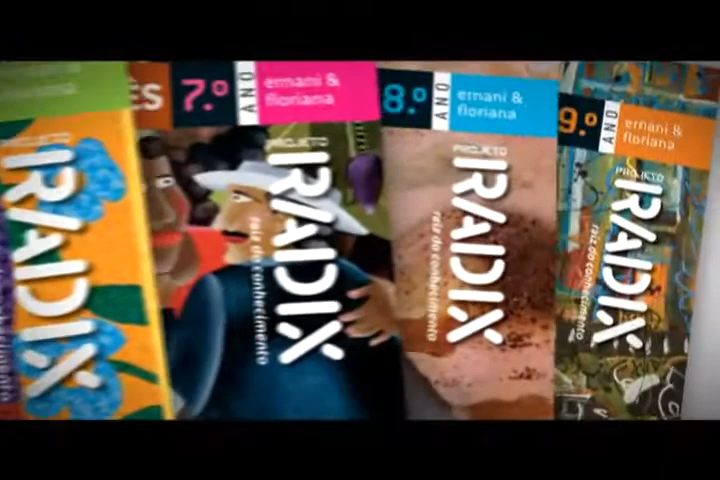 PROJETO
RADIX
ÊS
7.º
ANO
ernani &
floriana
PROJETO
RADIX
raiz do conhecimento
8.º
ANO
ernani &
floriana
PROJETO
RADIX
raiz do conhecimento
9.º
ANO
ernani &
floriana
PROJETO
RADIX
raiz do conhecimento